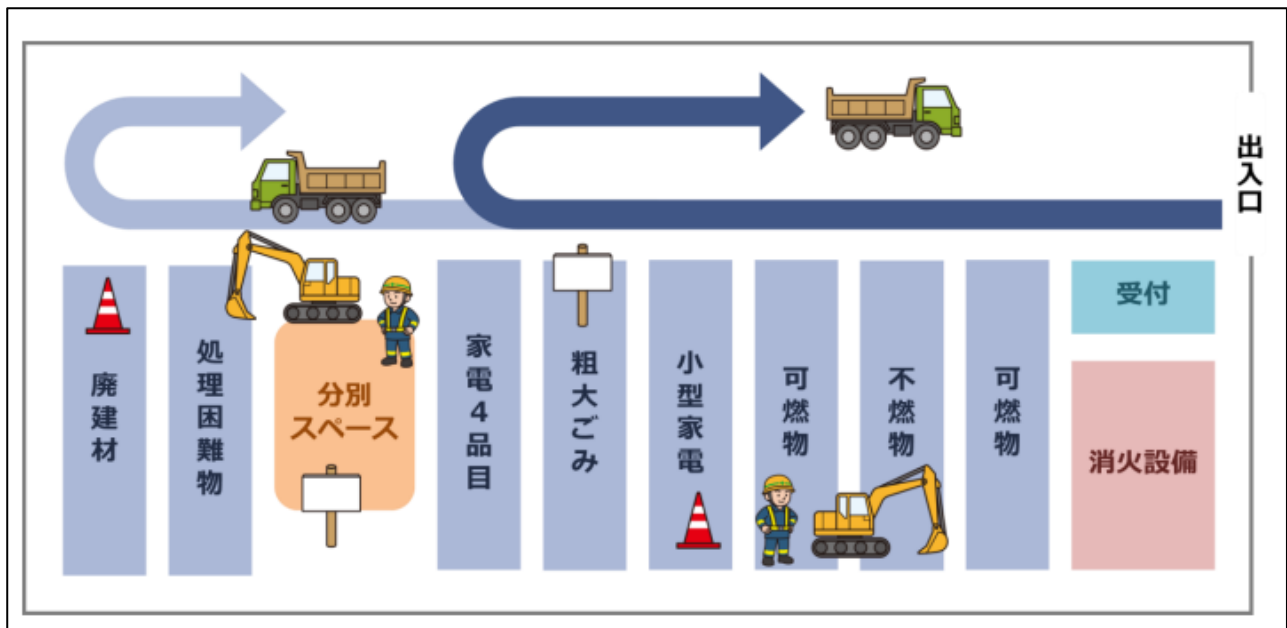 出入口
廃建材
処理困難物
分別
スペース
家電４品目
粗大ごみ
小型家電
可燃物
不燃物
可燃物
受付
消火設備